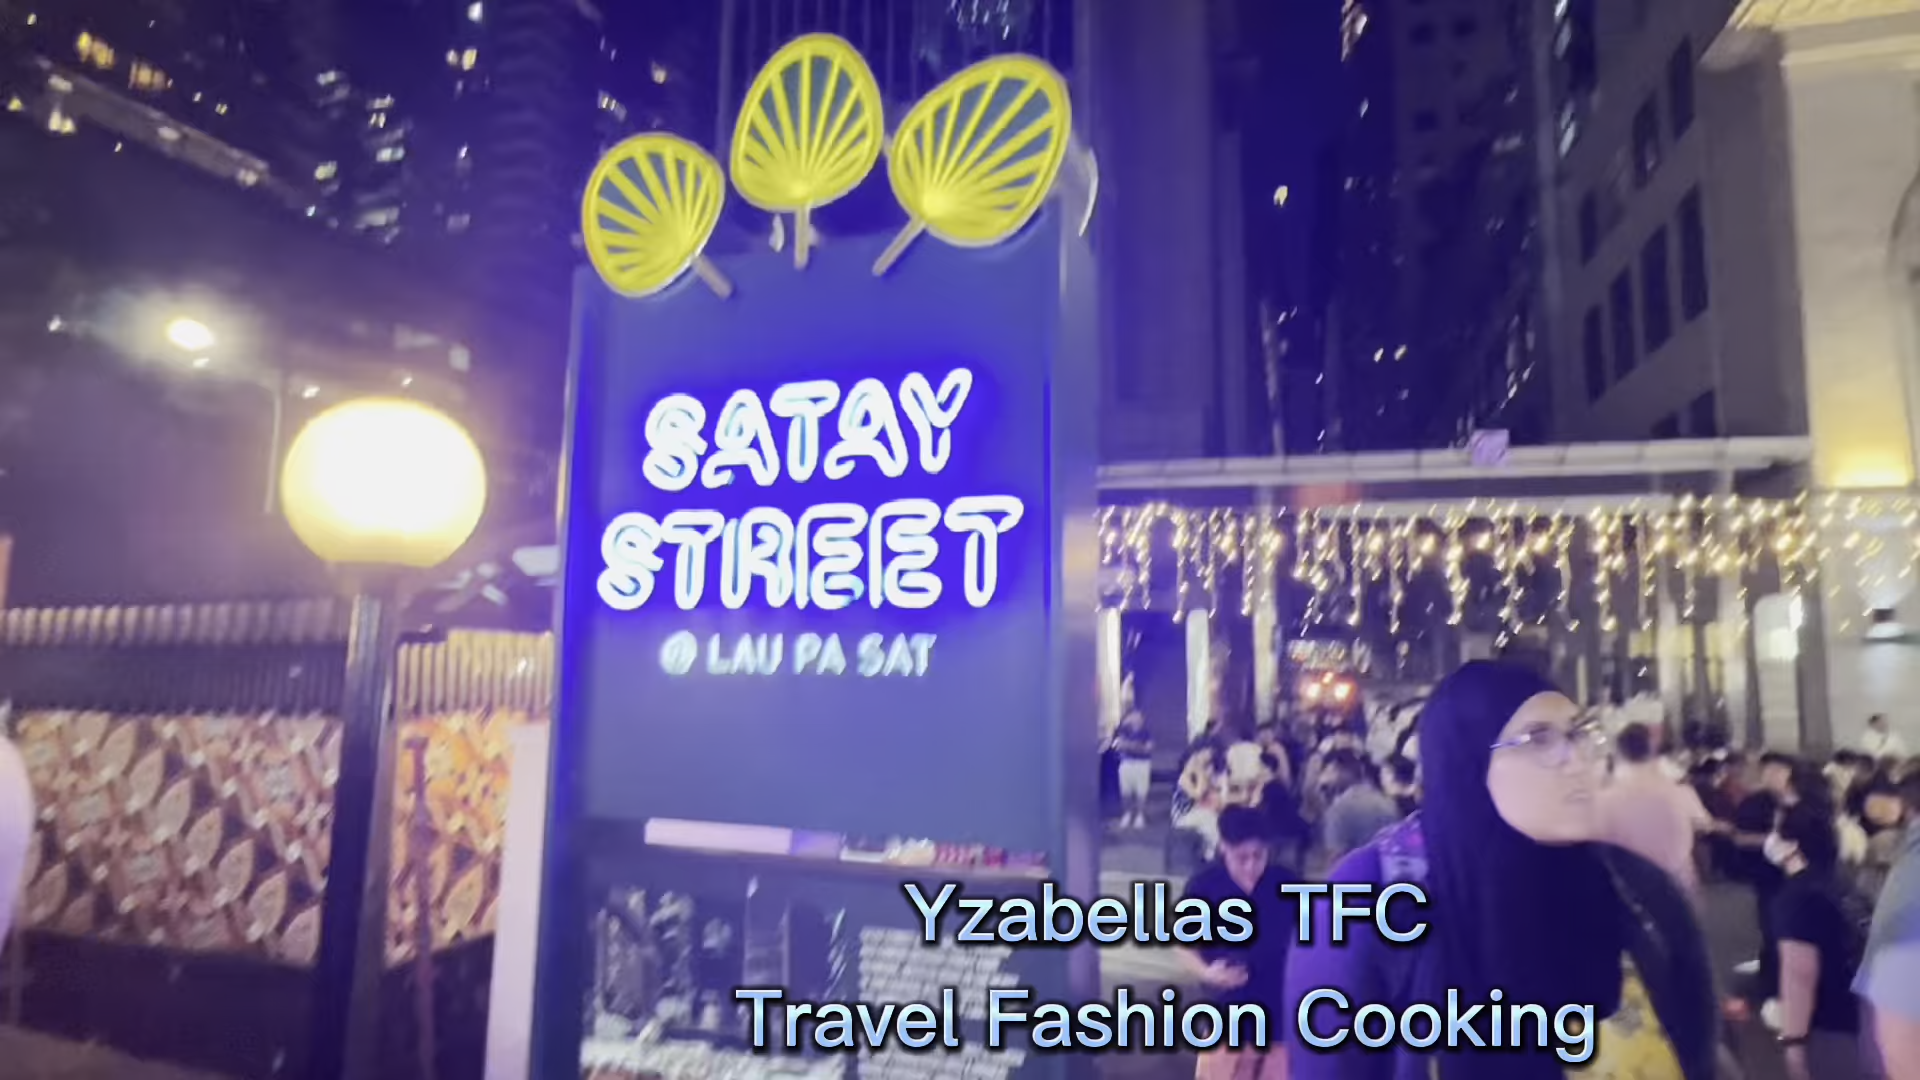 SATAY
STREET
@ LAU PA SAT
Yzabellas TFC
Travel Fashion Cooking